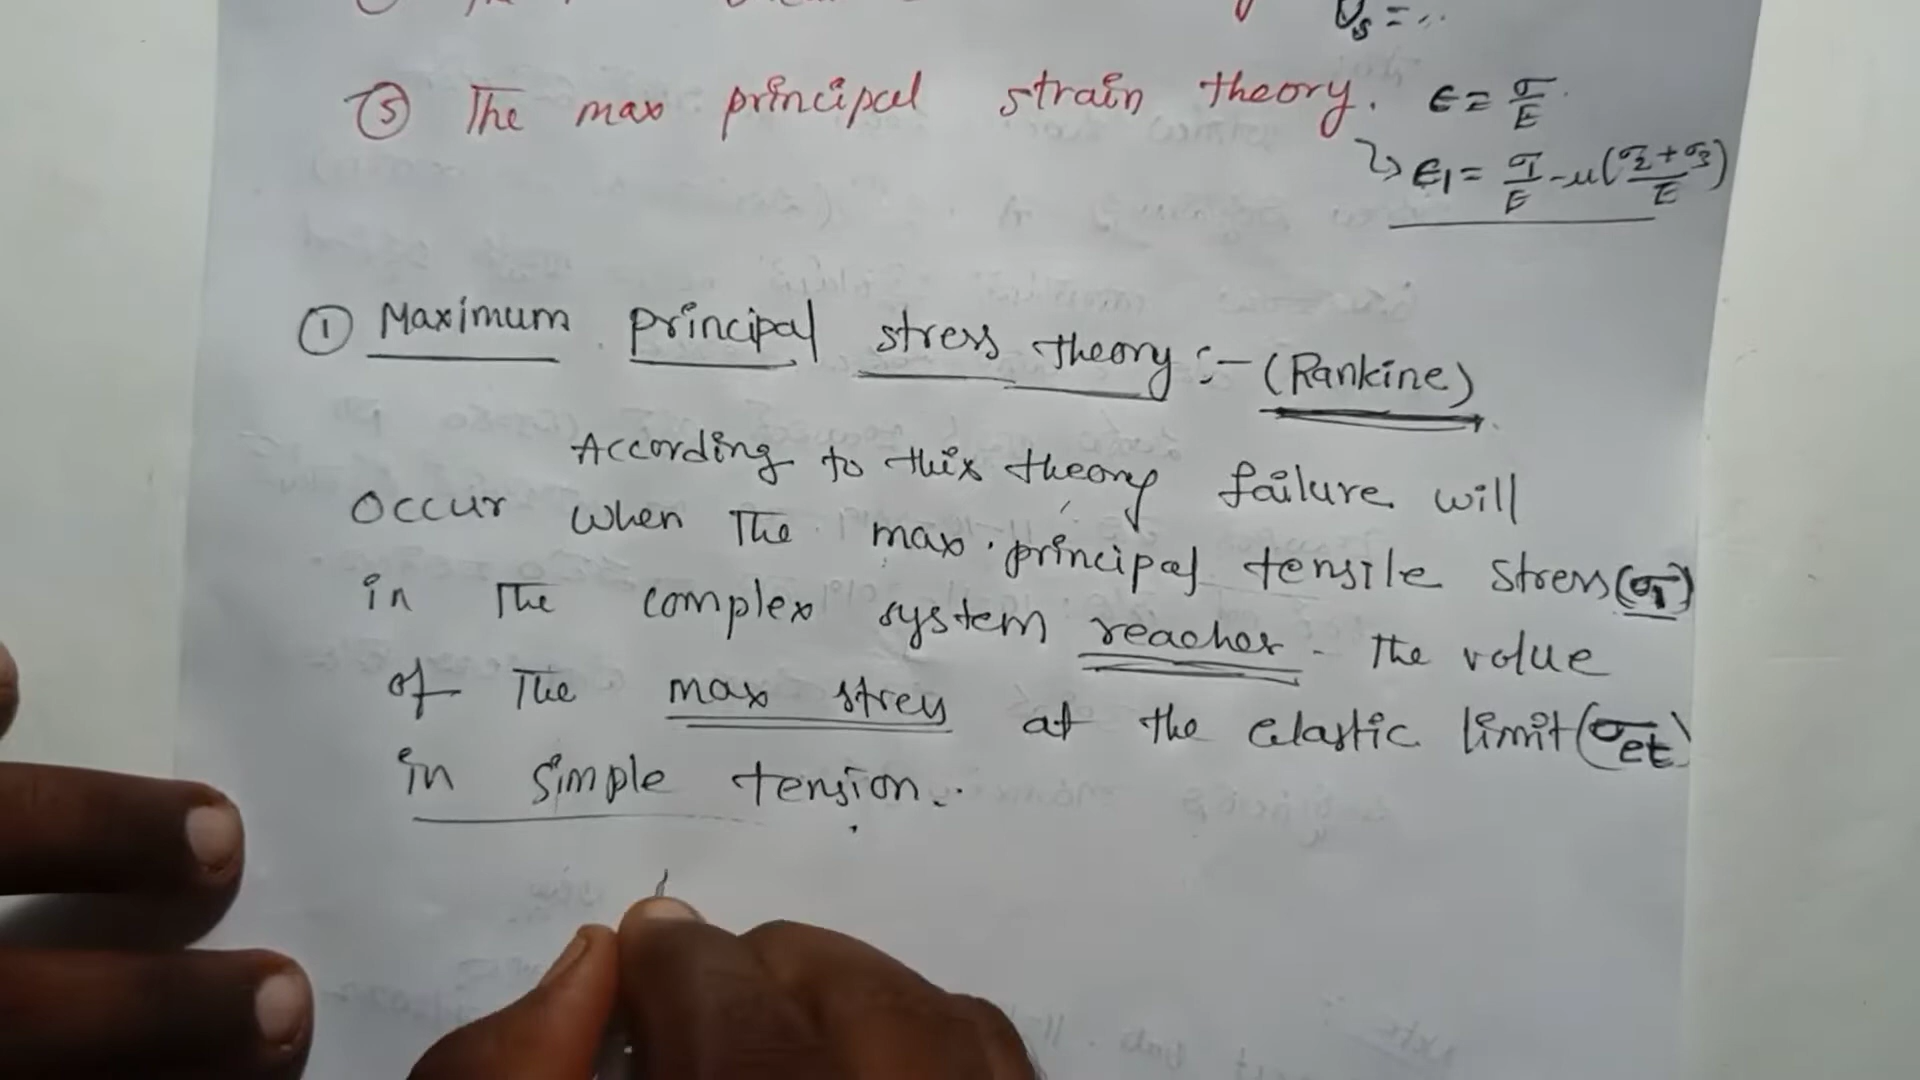 Us = ..
⑤ The max principal strain theory. ϵ = σ/E
↳ ϵ1 = σ1/E - μ(σ2+σ3/E)
① Maximum principal stress theory :- (Rankine)
According to this theory failure will
occur when The max. principal tensile stress (σ1)
in The complex system reaches - The value
of The max stress at the elastic limit (σet)
in simple tension..